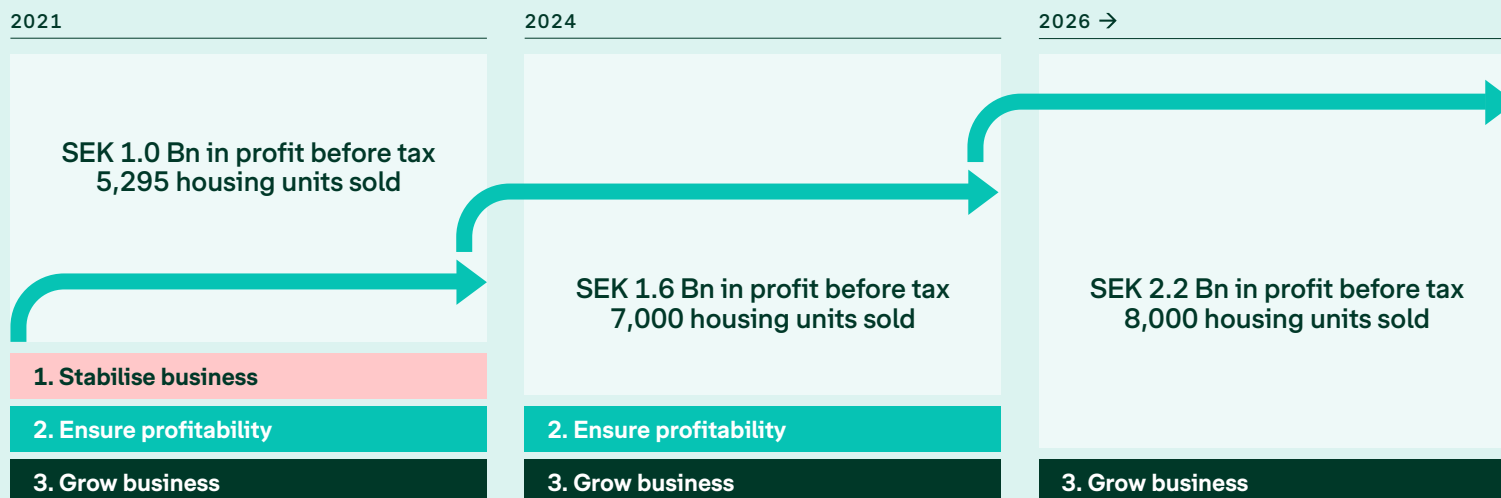 2021
SEK 1.0 Bn in profit before tax
5,295 housing units sold
1. Stabilise business
2. Ensure profitability
3. Grow business
2024
SEK 1.6 Bn in profit before tax
7,000 housing units sold
2. Ensure profitability
3. Grow business
2026 →
SEK 2.2 Bn in profit before tax
8,000 housing units sold
3. Grow business